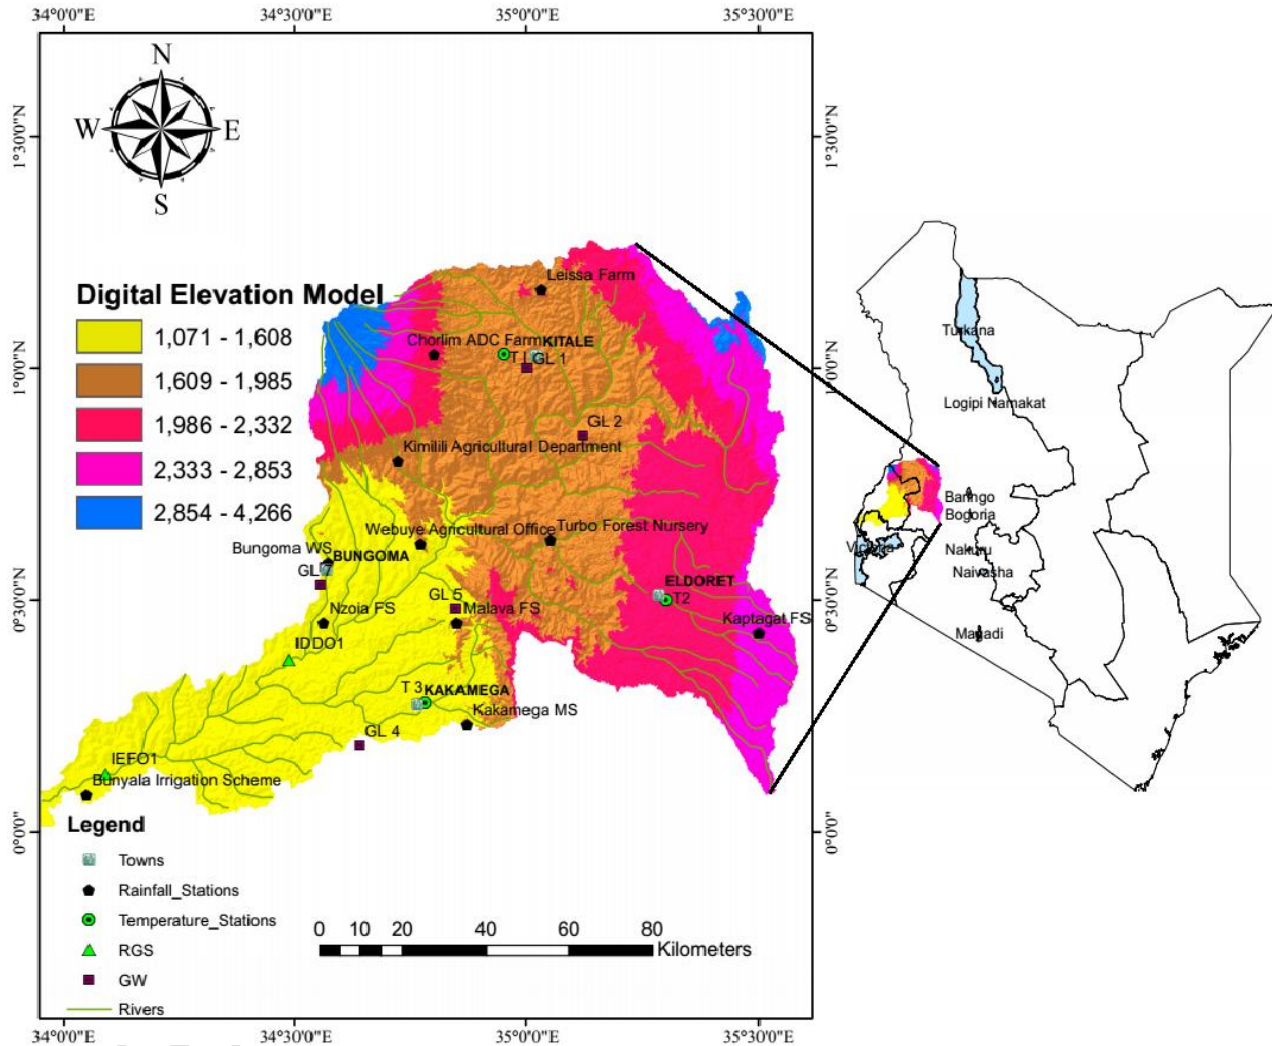 34°0'0"E 34°30'0"E 35°0'0"E 35°30'0"E
N
W E
S
1°30'0"N
1°30'0"N
Digital Elevation Model
1,071 - 1,608
1,609 - 1,985
1,986 - 2,332
2,333 - 2,853
2,854 - 4,266
Leissa Farm
Chorlim ADC Farm KITALE
T 1 GL 1
1°0'0"N
1°0'0"N
GL 2
Kimilili Agricultural Department
Webuye Agricultural Office Turbo Forest Nursery
Bungoma WS BUNGOMA
GL 7
ELDORET
T2
0°30'0"N
0°30'0"N
Nzoia FS
GL 5
Malava FS
Kaptagat FS
IDDO1
T 3 KAKAMEGA
Kakamega MS
GL 4
IEFO1
Bunyala Irrigation Scheme
0°0'0"
0°0'0"
Legend
Towns
Rainfall_Stations
Temperature_Stations
RGS
GW
Rivers
0 10 20 40 60 80
Kilometers
34°0'0"E 34°30'0"E 35°0'0"E 35°30'0"E
Turkana
Logipi Namakat
Baringo
Bogoria
Victoria
Nakuru
Naivasha
Magadi